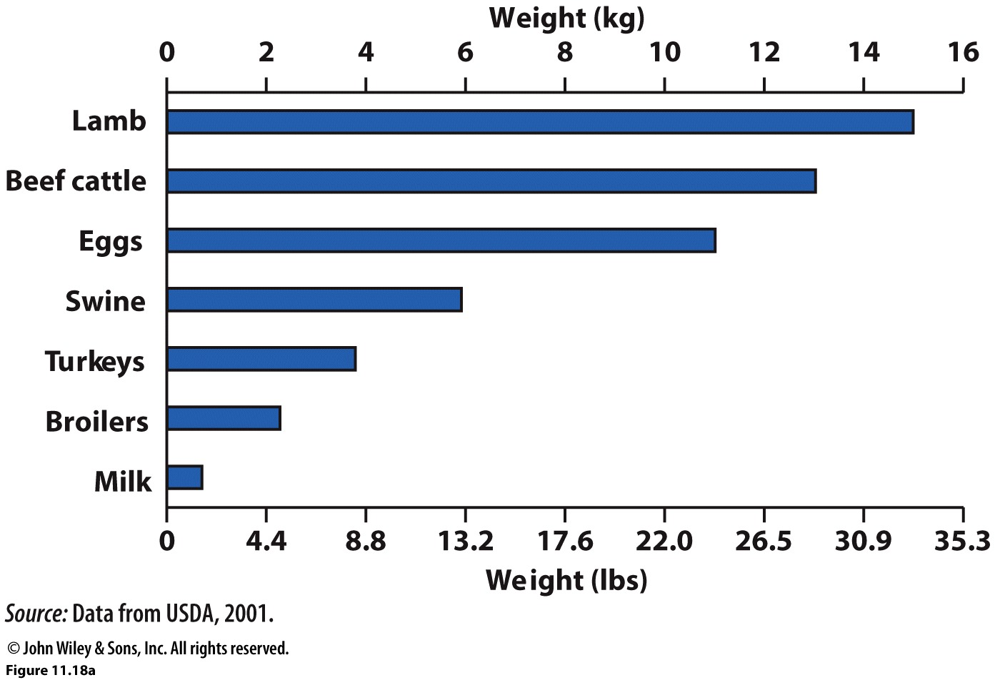 Weight (kg)
0 2 4 6 8 10 12 14 16
Lamb
Beef cattle
Eggs
Swine
Turkeys
Broilers
Milk
0 4.4 8.8 13.2 17.6 22.0 26.5 30.9 35.3
Weight (lbs)
Source: Data from USDA, 2001.
© John Wiley & Sons, Inc. All rights reserved.
Figure 11.18a